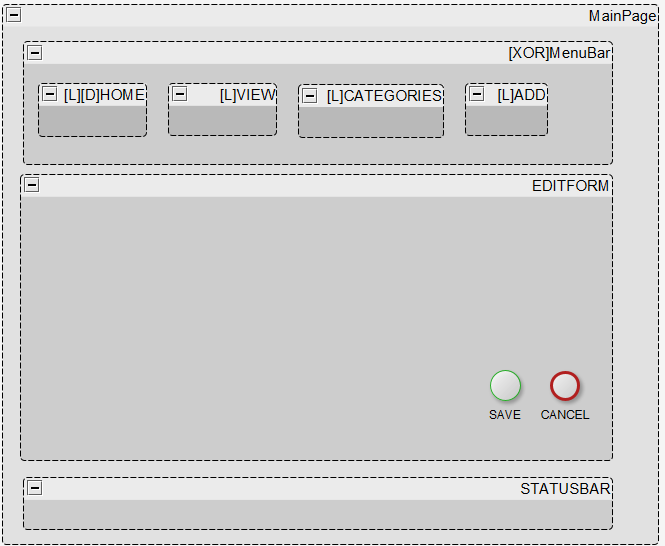 MainPage
[XOR]MenuBar
[L][D]HOME
[L]VIEW
[L]CATEGORIES
[L]ADD
EDITFORM
SAVE
CANCEL
STATUSBAR